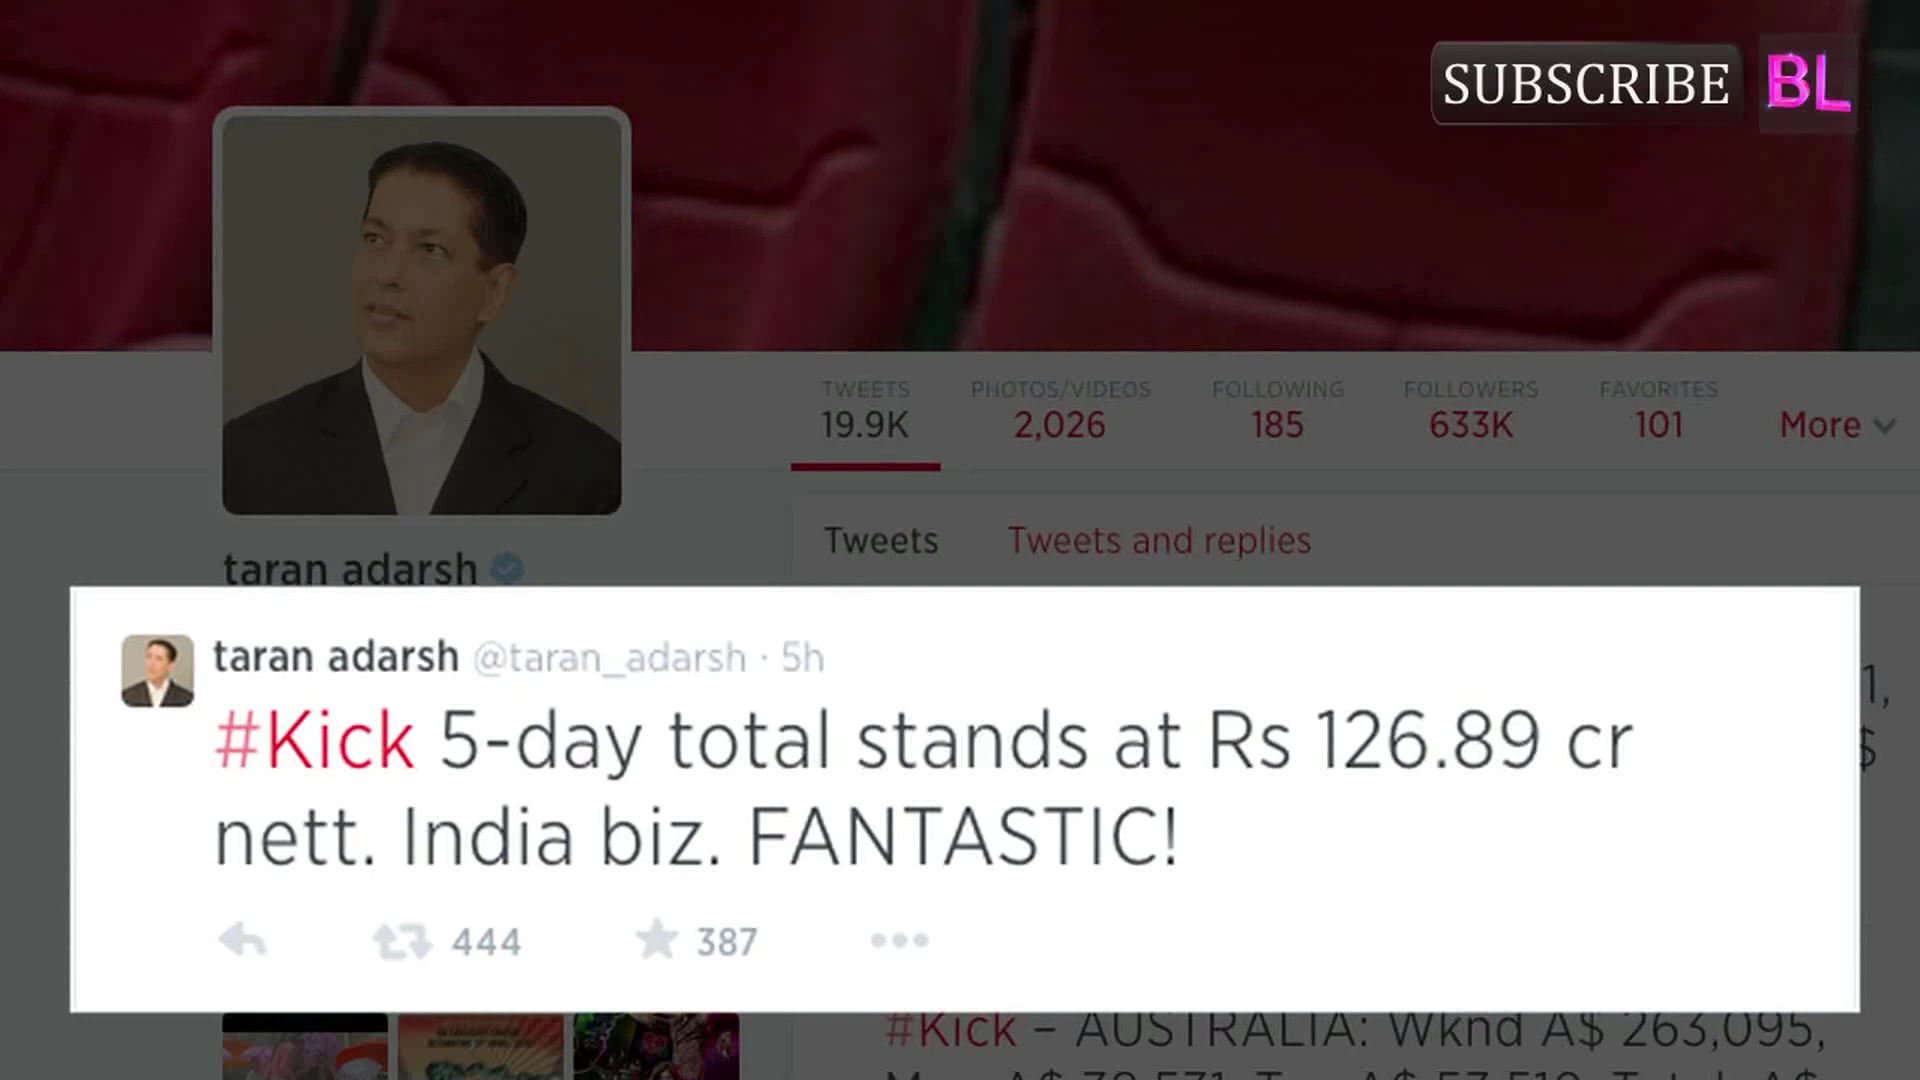 SUBSCRIBE BL
TWEETS PHOTOS/VIDEOS FOLLOWING FOLLOWERS FAVORITES
19.9K 2,026 185 633K 101 More
Tweets Tweets and replies
taran adarsh
taran adarsh @taran_adarsh · 5h
#Kick 5-day total stands at Rs 126.89 cr
nett. India biz. FANTASTIC!
444 387
1,
$
#Kick – AUSTRALIA: Wknd A$ 263,095,